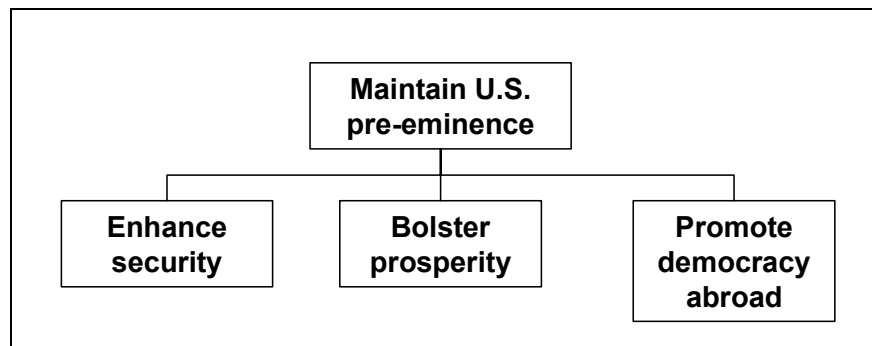 Maintain U.S.
pre-eminence
Enhance
security
Bolster
prosperity
Promote
democracy
abroad